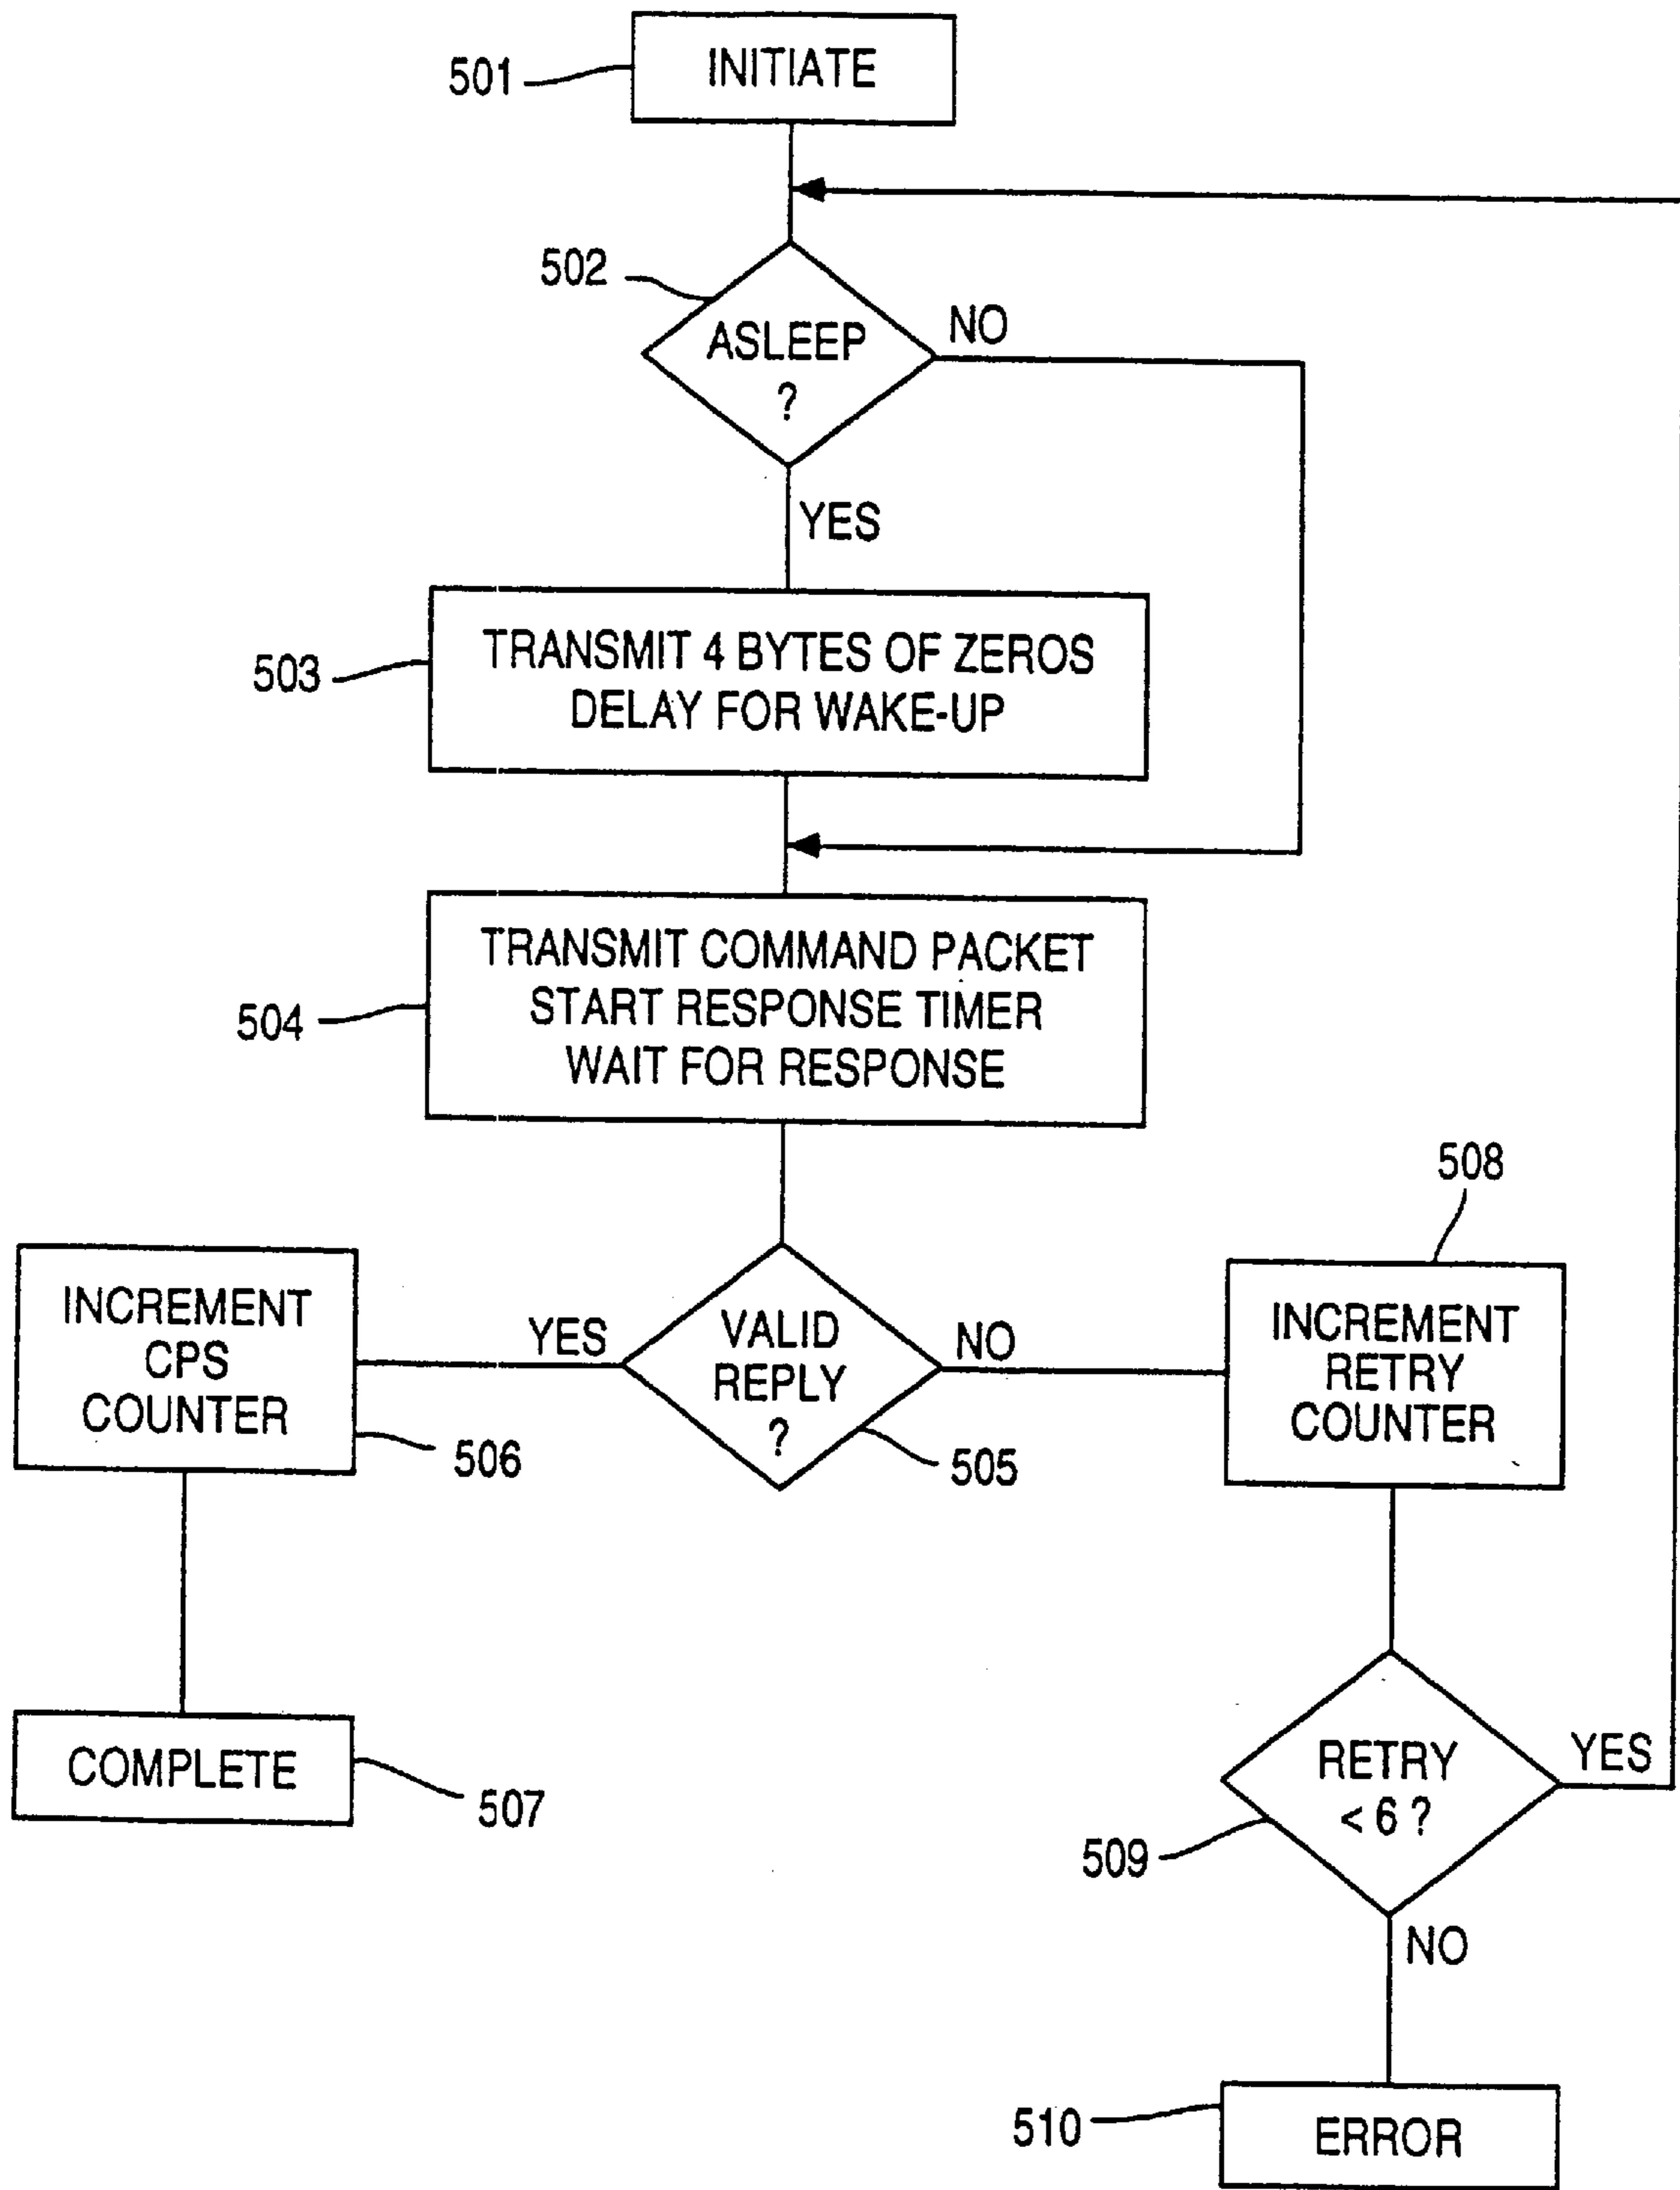 INITIATE
501
502
ASLEEP
?
NO
YES
TRANSMIT 4 BYTES OF ZEROS
DELAY FOR WAKE-UP
503
TRANSMIT COMMAND PACKET
START RESPONSE TIMER
WAIT FOR RESPONSE
504
508
INCREMENT
CPS
COUNTER
506
YES
VALID
REPLY
?
505
NO
INCREMENT
RETRY
COUNTER
COMPLETE
507
RETRY
< 6 ?
YES
509
NO
510
ERROR